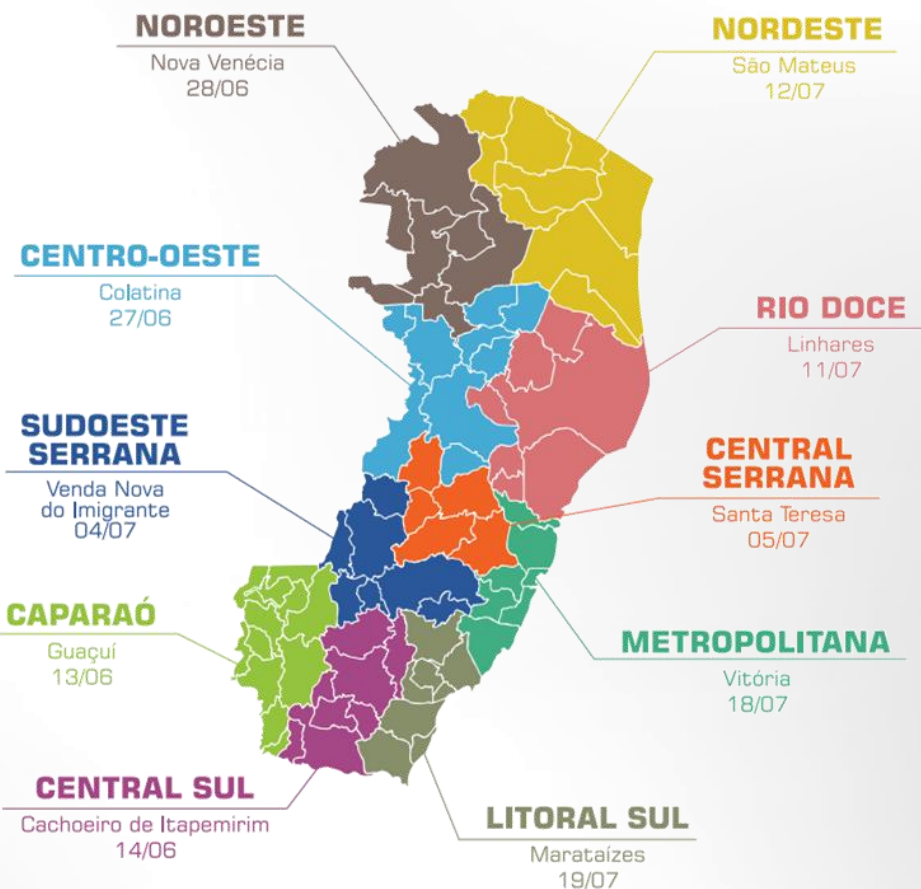 NOROESTE
Nova Venécia
28/06
NORDESTE
São Mateus
12/07
CENTRO-OESTE
Colatina
27/06
RIO DOCE
Linhares
11/07
SUDOESTE
SERRANA
Venda Nova
do Imigrante
04/07
CENTRAL
SERRANA
Santa Teresa
05/07
CAPARAÓ
Guaçuí
13/06
METROPOLITANA
Vitória
18/07
CENTRAL SUL
Cachoeiro de Itapemirim
14/06
LITORAL SUL
Marataízes
19/07